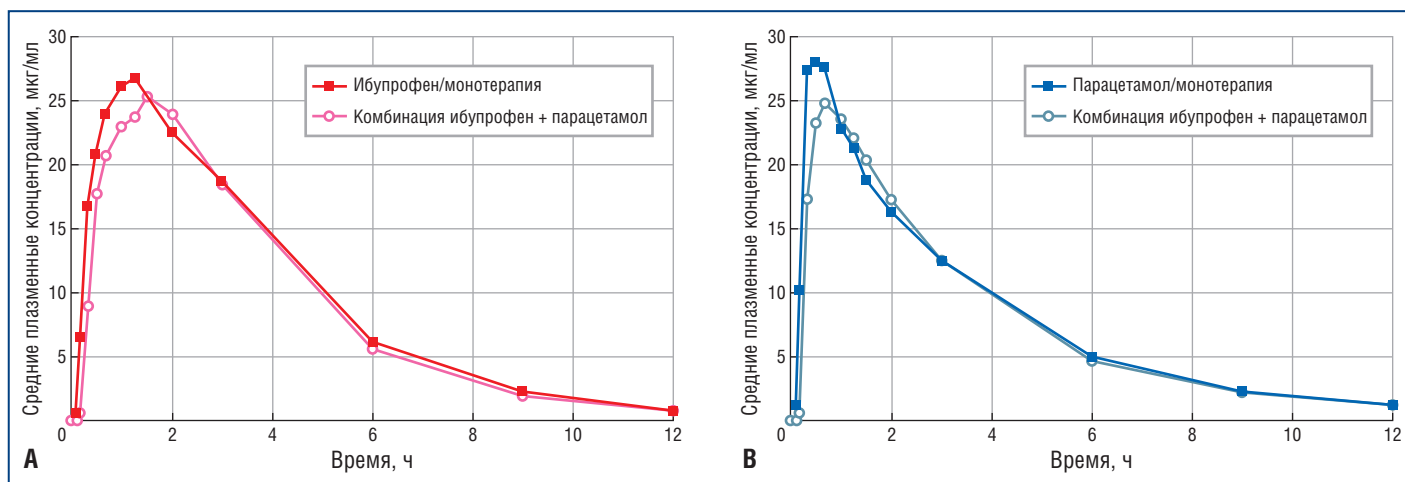 Средние плазменные концентрации, мкг/мл
30
25
20
15
10
5
0
2
4
6
8
10
12
Ибупрофен/монотерапия
Комбинация ибупрофен + парацетамол
A
Время, ч
Средние плазменные концентрации, мкг/мл
30
25
20
15
10
5
0
2
4
6
8
10
12
Парацетамол/монотерапия
Комбинация ибупрофен + парацетамол
B
Время, ч